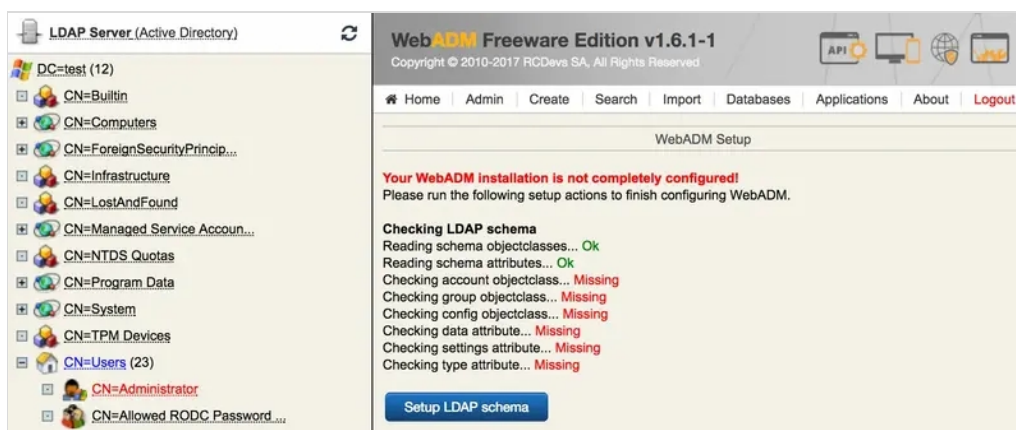 LDAP Server (Active Directory)
DC=test (12)
CN=Builtin
CN=Computers
CN=ForeignSecurityPrincip...
CN=Infrastructure
CN=LostAndFound
CN=Managed Service Accoun...
CN=NTDS Quotas
CN=Program Data
CN=System
CN=TPM Devices
CN=Users (23)
CN=Administrator
CN=Allowed RODC Password ...
WebADM Freeware Edition v1.6.1-1
Copyright © 2010-2017 RCDevs SA, All Rights Reserved
API
Home Admin Create Search Import Databases Applications About Logout
WebADM Setup
Your WebADM installation is not completely configured!
Please run the following setup actions to finish configuring WebADM.
Checking LDAP schema
Reading schema objectclasses... Ok
Reading schema attributes... Ok
Checking account objectclass... Missing
Checking group objectclass... Missing
Checking config objectclass... Missing
Checking data attribute... Missing
Checking settings attribute... Missing
Checking type attribute... Missing
Setup LDAP schema